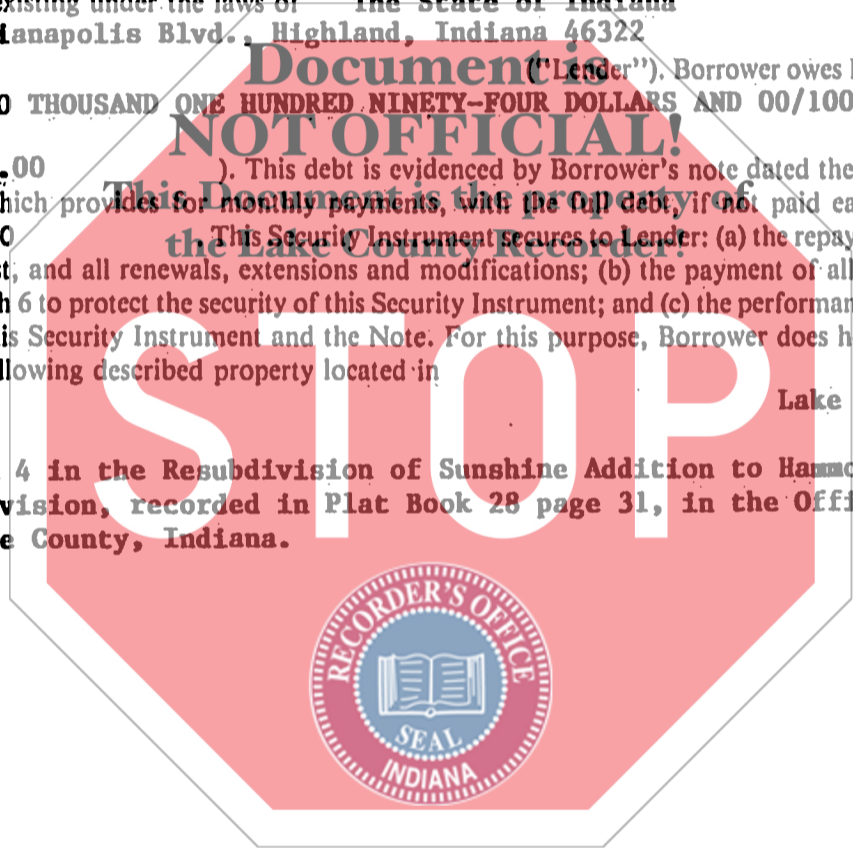 existing under the laws of The State of Indiana
ianapolis Blvd., Highland, Indiana 46322
Document is
("Lender"). Borrower owes
THOUSAND ONE HUNDRED NINETY-FOUR DOLLARS AND 00/100
NOT OFFICIAL!
.00 ). This debt is evidenced by Borrower's note dated the
hich provides for monthly payments, with the full debt, if not paid ea
This Document is the property of
the Lake County Recorder!
. This Security Instrument secures to Lender: (a) the repay
t, and all renewals, extensions and modifications; (b) the payment of all
h 6 to protect the security of this Security Instrument; and (c) the performan
is Security Instrument and the Note. For this purpose, Borrower does h
llowing described property located in
Lake
STOP
4 in the Resubdivision of Sunshine Addition to Hammo
vision, recorded in Plat Book 28 page 31, in the Offi
e County, Indiana.
RECORDER'S OFFICE
SEAL
INDIANA